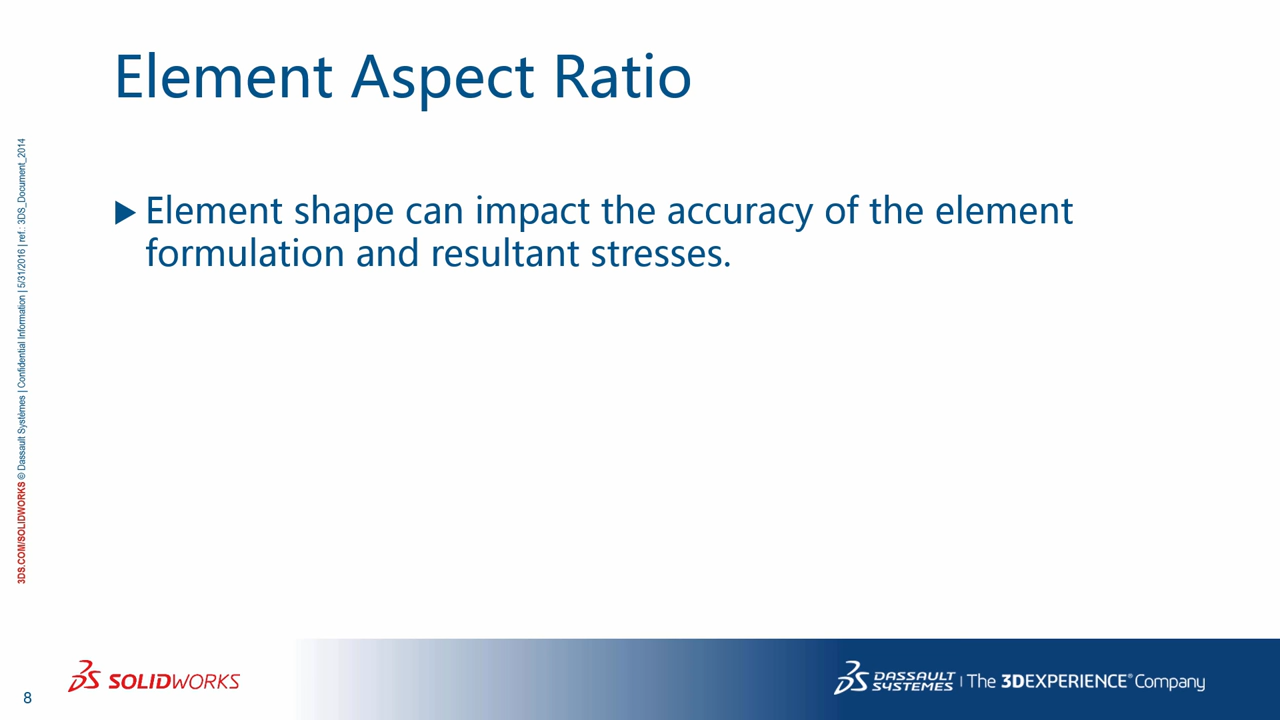 Element Aspect Ratio
▶ Element shape can impact the accuracy of the element
formulation and resultant stresses.
3DS.COM/SOLIDWORKS © Dassault Systèmes | Confidential Information | 5/31/2016 | ref.: 3DS_Document_2014
8
SOLIDWORKS
DASSAULT
SYSTEMES | The 3DEXPERIENCE® Company